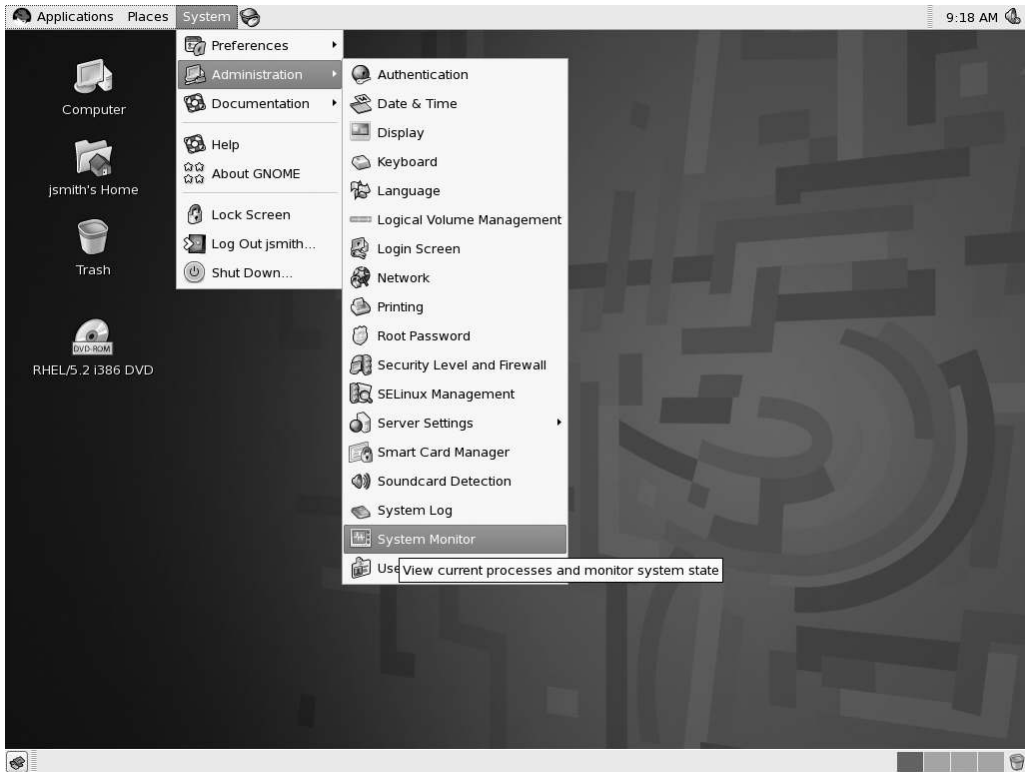 Applications Places System
9:18 AM
Computer
jsmith's Home
Trash
DVD-ROM
RHEL/5.2 i386 DVD
Preferences
Administration
Documentation
Help
About GNOME
Lock Screen
Log Out jsmith...
Shut Down...
Authentication
Date & Time
Display
Keyboard
Language
Logical Volume Management
Login Screen
Network
Printing
Root Password
Security Level and Firewall
SELinux Management
Server Settings
Smart Card Manager
Soundcard Detection
System Log
System Monitor
Use
View current processes and monitor system state